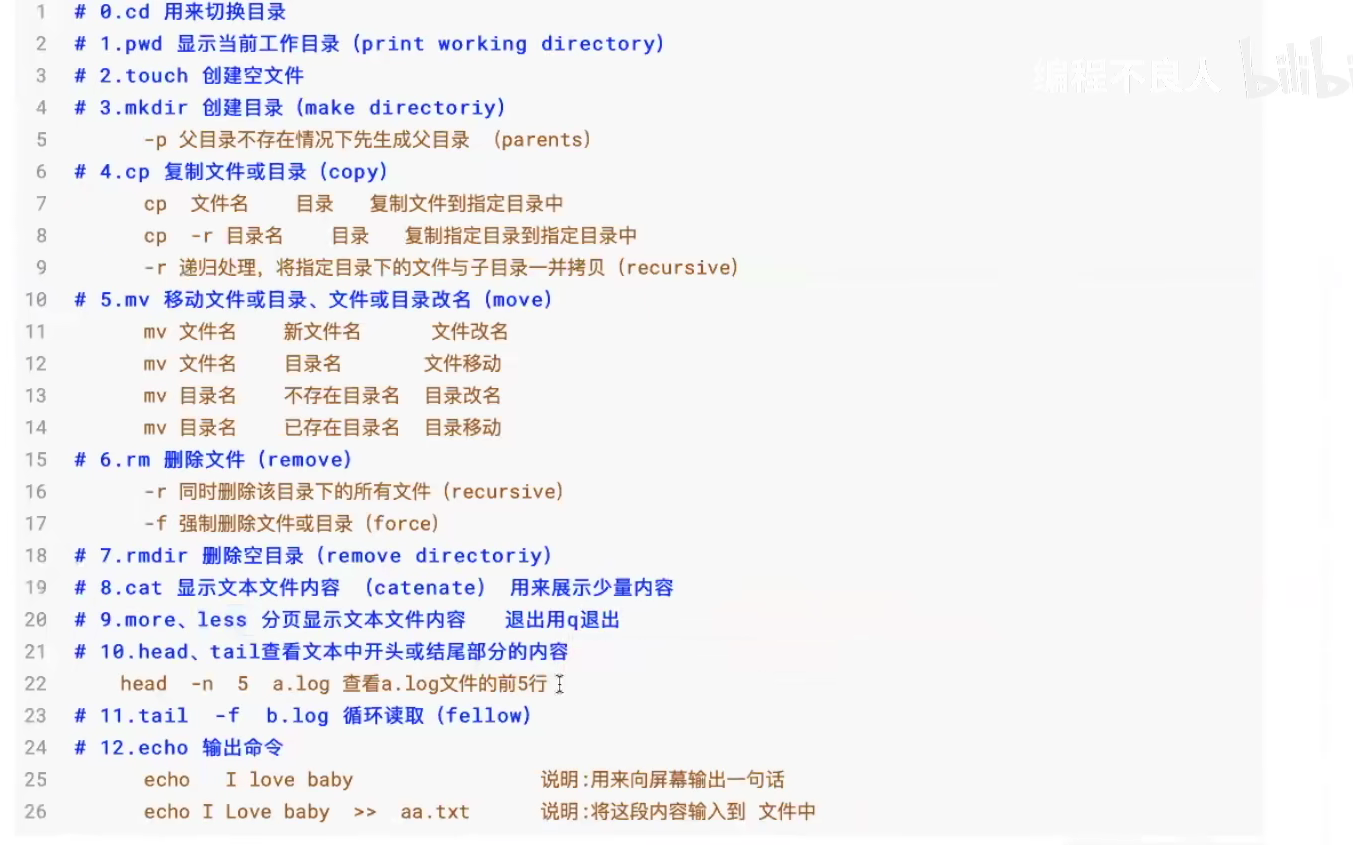 1 # 0.cd 用来切换目录
2 # 1.pwd 显示当前工作目录（print working directory）
3 # 2.touch 创建空文件
4 # 3.mkdir 创建目录（make directoriy）
5 -p 父目录不存在情况下先生成父目录 （parents）
6 # 4.cp 复制文件或目录（copy）
7 cp 文件名 目录 复制文件到指定目录中
8 cp -r 目录名 目录 复制指定目录到指定目录中
9 -r 递归处理，将指定目录下的文件与子目录一并拷贝（recursive）
10 # 5.mv 移动文件或目录、文件或目录改名（move）
11 mv 文件名 新文件名 文件改名
12 mv 文件名 目录名 文件移动
13 mv 目录名 不存在目录名 目录改名
14 mv 目录名 已存在目录名 目录移动
15 # 6.rm 删除文件（remove）
16 -r 同时删除该目录下的所有文件（recursive）
17 -f 强制删除文件或目录（force）
18 # 7.rmdir 删除空目录（remove directoriy）
19 # 8.cat 显示文本文件内容 （catenate） 用来展示少量内容
20 # 9.more、less 分页显示文本文件内容 退出用q退出
21 # 10.head、tail查看文本中开头或结尾部分的内容
22 head -n 5 a.log 查看a.log文件的前5行
23 # 11.tail -f b.log 循环读取（fellow）
24 # 12.echo 输出命令
25 echo I love baby 说明:用来向屏幕输出一句话
26 echo I Love baby >> aa.txt 说明:将这段内容输入到 文件中
编程不良人 bilibi